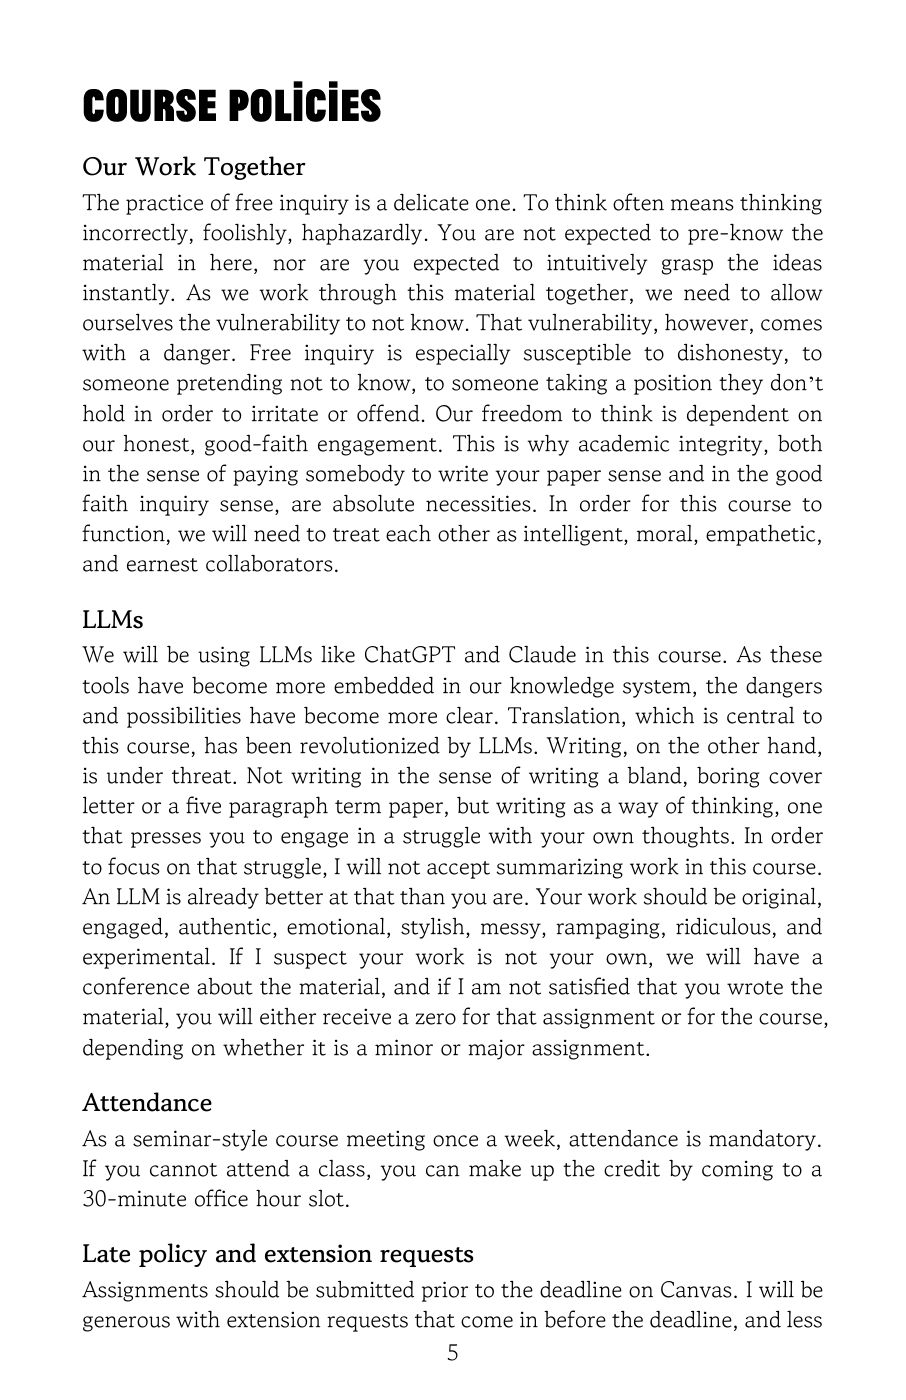 COURSE POLiCiES
Our Work Together
The practice of free inquiry is a delicate one. To think often means thinking
incorrectly, foolishly, haphazardly. You are not expected to pre-know the
material in here, nor are you expected to intuitively grasp the ideas
instantly. As we work through this material together, we need to allow
ourselves the vulnerability to not know. That vulnerability, however, comes
with a danger. Free inquiry is especially susceptible to dishonesty, to
someone pretending not to know, to someone taking a position they don’t
hold in order to irritate or offend. Our freedom to think is dependent on
our honest, good-faith engagement. This is why academic integrity, both
in the sense of paying somebody to write your paper sense and in the good
faith inquiry sense, are absolute necessities. In order for this course to
function, we will need to treat each other as intelligent, moral, empathetic,
and earnest collaborators.
LLMs
We will be using LLMs like ChatGPT and Claude in this course. As these
tools have become more embedded in our knowledge system, the dangers
and possibilities have become more clear. Translation, which is central to
this course, has been revolutionized by LLMs. Writing, on the other hand,
is under threat. Not writing in the sense of writing a bland, boring cover
letter or a five paragraph term paper, but writing as a way of thinking, one
that presses you to engage in a struggle with your own thoughts. In order
to focus on that struggle, I will not accept summarizing work in this course.
An LLM is already better at that than you are. Your work should be original,
engaged, authentic, emotional, stylish, messy, rampaging, ridiculous, and
experimental. If I suspect your work is not your own, we will have a
conference about the material, and if I am not satisfied that you wrote the
material, you will either receive a zero for that assignment or for the course,
depending on whether it is a minor or major assignment.
Attendance
As a seminar-style course meeting once a week, attendance is mandatory.
If you cannot attend a class, you can make up the credit by coming to a
30-minute office hour slot.
Late policy and extension requests
Assignments should be submitted prior to the deadline on Canvas. I will be
generous with extension requests that come in before the deadline, and less
5